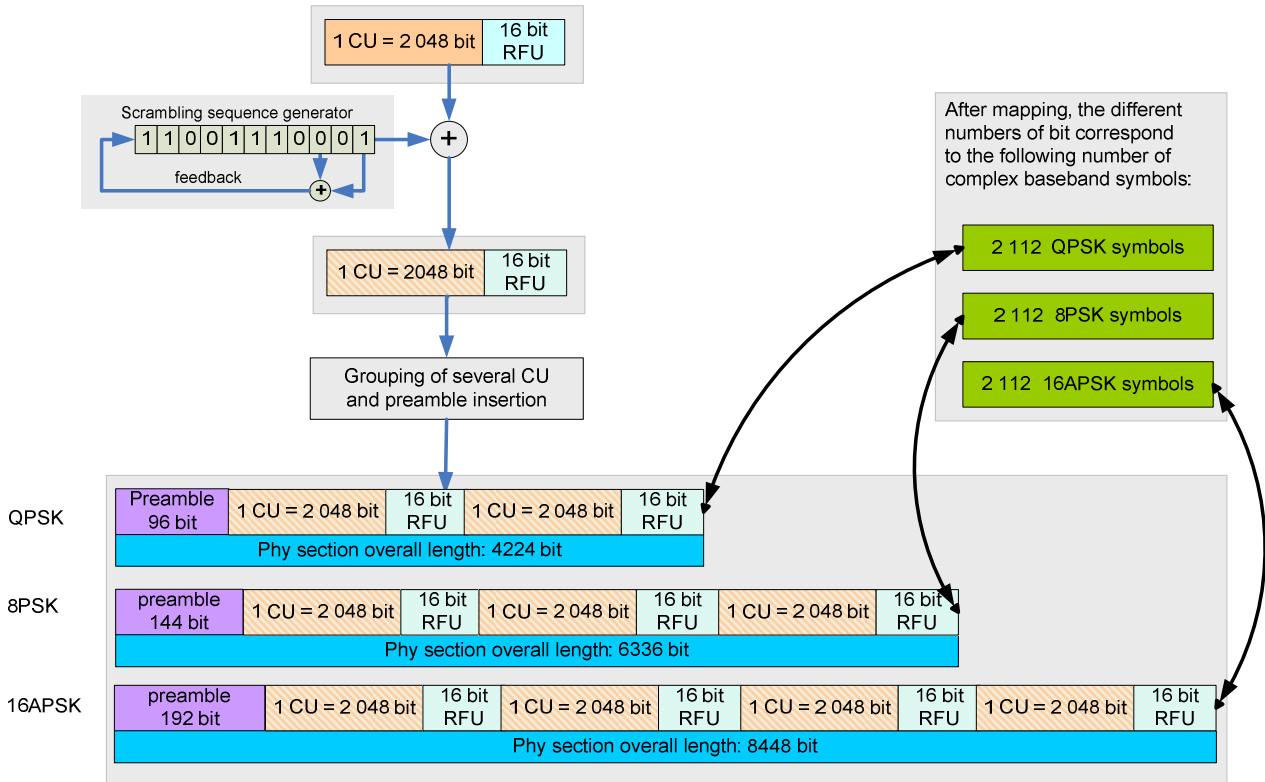 1 CU = 2 048 bit
16 bit
RFU
Scrambling sequence generator
1 1 0 0 1 1 1 0 0 0 1
+
feedback
+
1 CU = 2048 bit
16 bit
RFU
Grouping of several CU
and preamble insertion
After mapping, the different
numbers of bit correspond
to the following number of
complex baseband symbols:
2 112 QPSK symbols
2 112 8PSK symbols
2 112 16APSK symbols
QPSK
Preamble
96 bit
1 CU = 2 048 bit
16 bit
RFU
1 CU = 2 048 bit
16 bit
RFU
Phy section overall length: 4224 bit
8PSK
preamble
144 bit
1 CU = 2 048 bit
16 bit
RFU
1 CU = 2 048 bit
16 bit
RFU
1 CU = 2 048 bit
16 bit
RFU
Phy section overall length: 6336 bit
16APSK
preamble
192 bit
1 CU = 2 048 bit
16 bit
RFU
1 CU = 2 048 bit
16 bit
RFU
1 CU = 2 048 bit
16 bit
RFU
1 CU = 2 048 bit
16 bit
RFU
Phy section overall length: 8448 bit